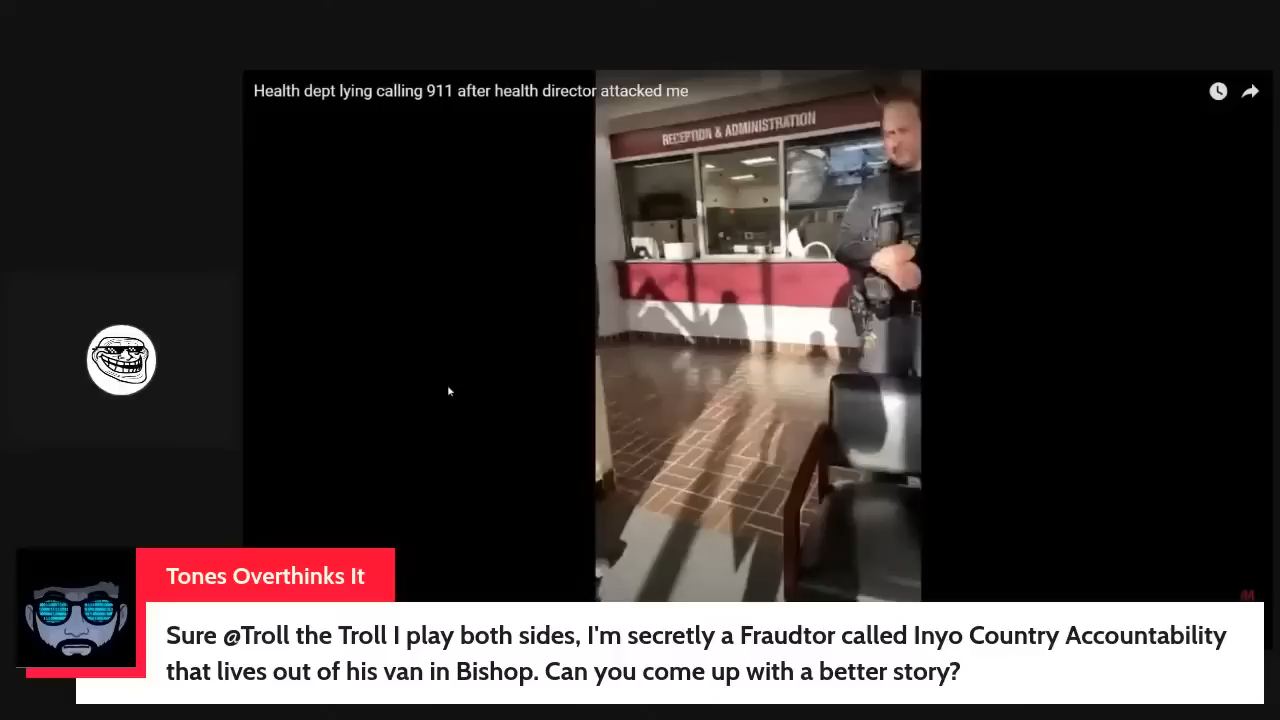 Health dept lying calling 911 after health director attacked me
RECEPTION & ADMINISTRATION
Tones Overthinks It
Sure @Troll the Troll I play both sides, I'm secretly a Fraudtor called Inyo Country Accountability
that lives out of his van in Bishop. Can you come up with a better story?